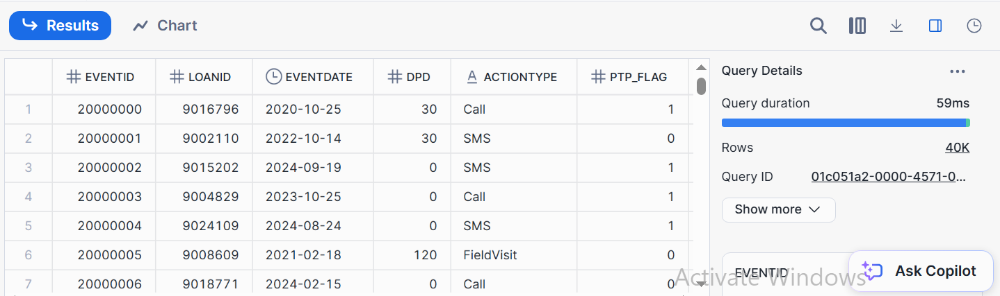 Results Chart
EVENTID LOANID EVENTDATE DPD ACTIONTYPE PTP_FLAG
1 20000000 9016796 2020-10-25 30 Call 1
2 20000001 9002110 2022-10-14 30 SMS 0
3 20000002 9015202 2024-09-19 0 SMS 1
4 20000003 9004829 2023-10-25 0 Call 1
5 20000004 9024109 2024-08-24 0 SMS 1
6 20000005 9008609 2021-02-18 120 FieldVisit 0
7 20000006 9018771 2024-02-15 0 Call 0
Query Details
Query duration 59ms
Rows 40K
Query ID 01c051a2-0000-4571-0...
Show more
EVENTID
Ask Copilot
Activate Windows